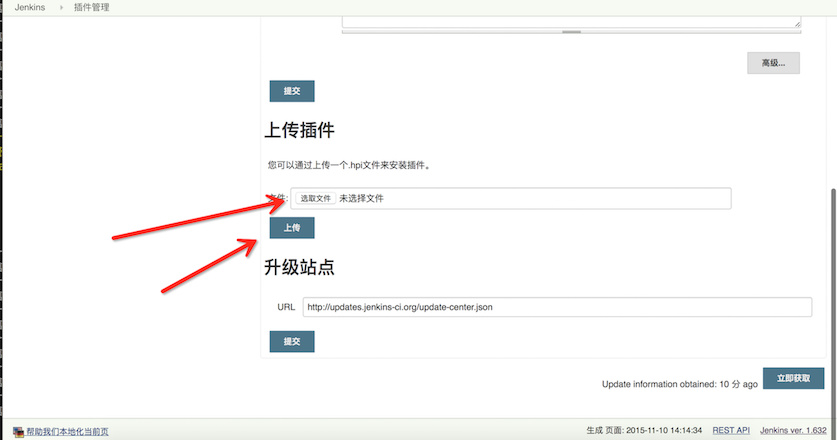 Jenkins 插件管理
高级...
提交
上传插件
您可以通过上传一个.hpi文件来安装插件。
文件: 选取文件 未选择文件
上传
升级站点
URL http://updates.jenkins-ci.org/update-center.json
提交
Update information obtained: 10 分 ago 立即获取
帮助我们本地化当前页 生成 页面: 2015-11-10 14:14:34 REST API Jenkins ver. 1.632